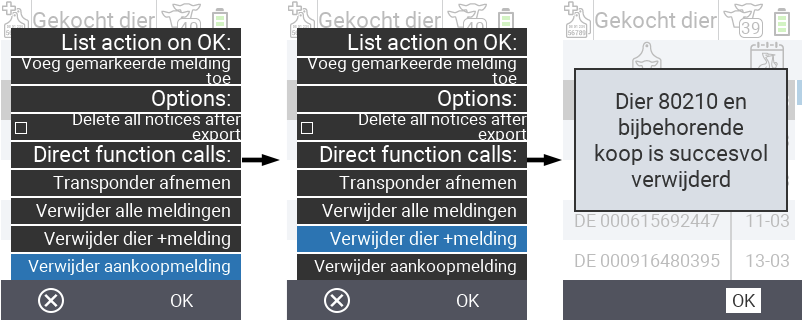 Gekocht dier
List action on OK:
Voeg gemarkeerde melding
toe
Options:
Delete all notices after
export
Direct function calls:
Transponder afnemen
Verwijder alle meldingen
Verwijder dier +melding
Verwijder aankoopmelding
OK
Gekocht dier
List action on OK:
Voeg gemarkeerde melding
toe
Options:
Delete all notices after
export
Direct function calls:
Transponder afnemen
Verwijder alle meldingen
Verwijder dier +melding
Verwijder aankoopmelding
OK
Gekocht dier
39
Dier 80210 en
bijbehorende
koop is succesvol
verwijderd
DE 000615692447 11-03
DE 000916480395 13-03
OK